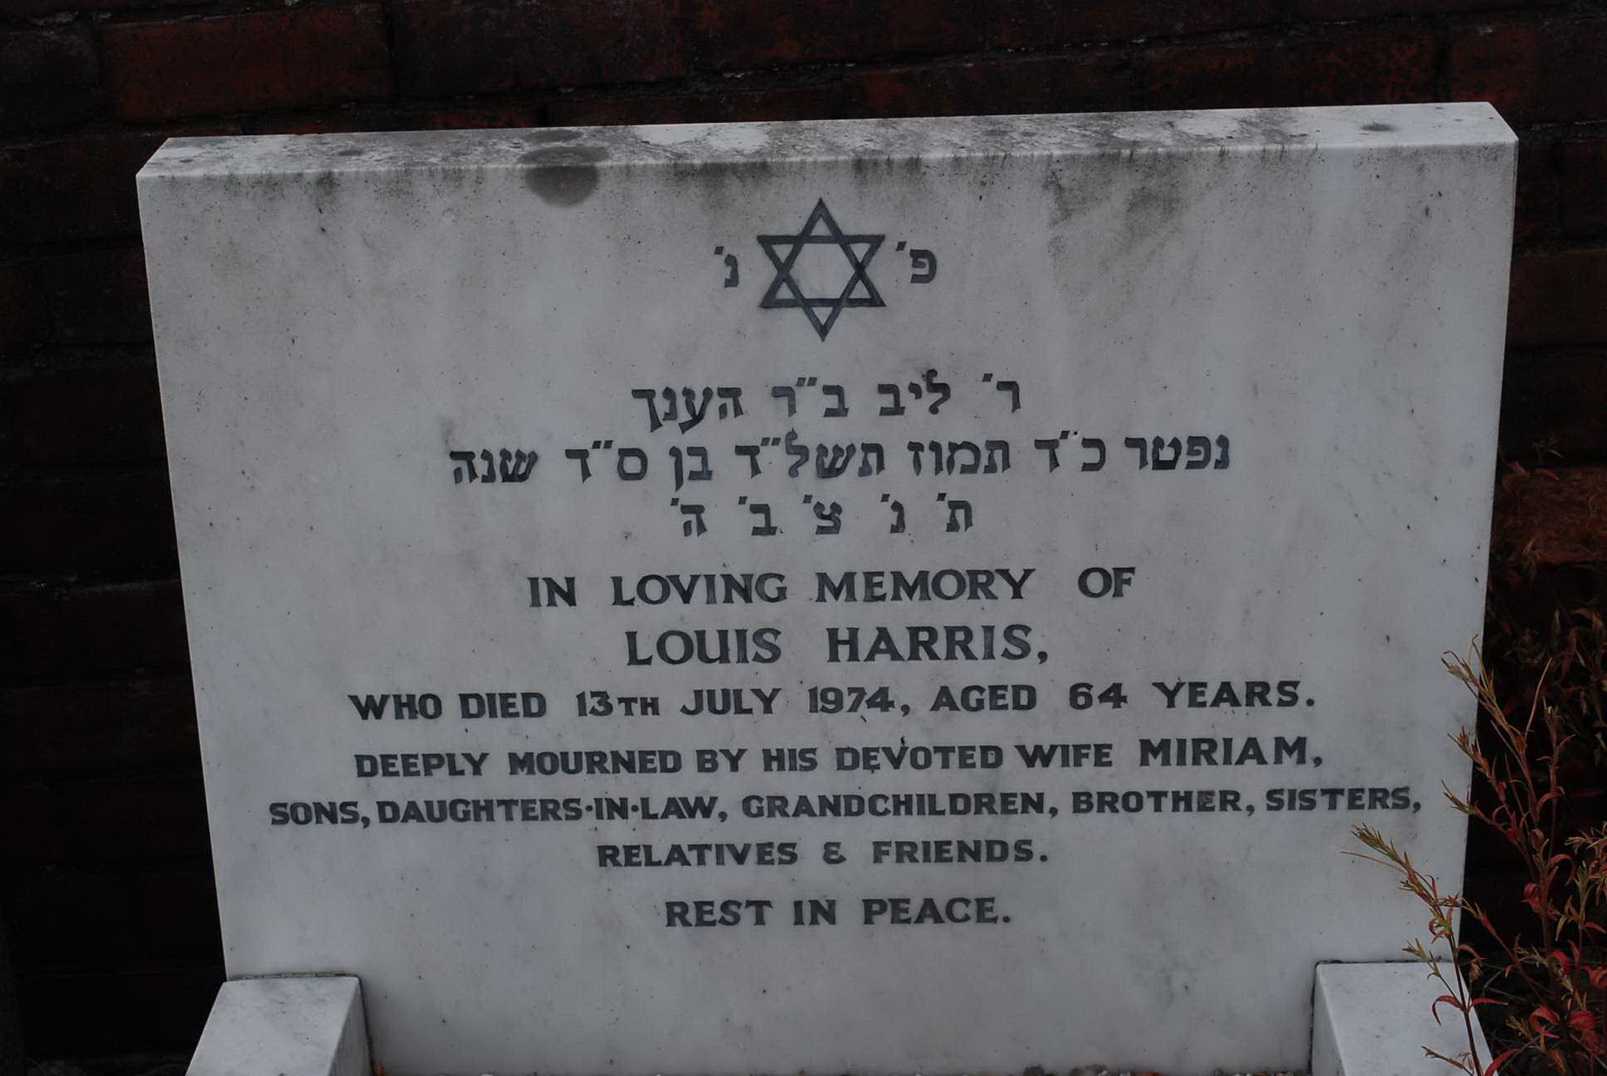 פ׳ נ׳
ר׳ ליב ב״ר הענך
נפטר כ״ד תמוז תשל״ד בן ס״ד שנה
ת׳ נ׳ צ׳ ב׳ ה׳
IN LOVING MEMORY OF
LOUIS HARRIS,
WHO DIED 13TH JULY 1974, AGED 64 YEARS.
DEEPLY MOURNED BY HIS DEVOTED WIFE MIRIAM,
SONS, DAUGHTERS·IN·LAW, GRANDCHILDREN, BROTHER, SISTERS,
RELATIVES & FRIENDS.
REST IN PEACE.